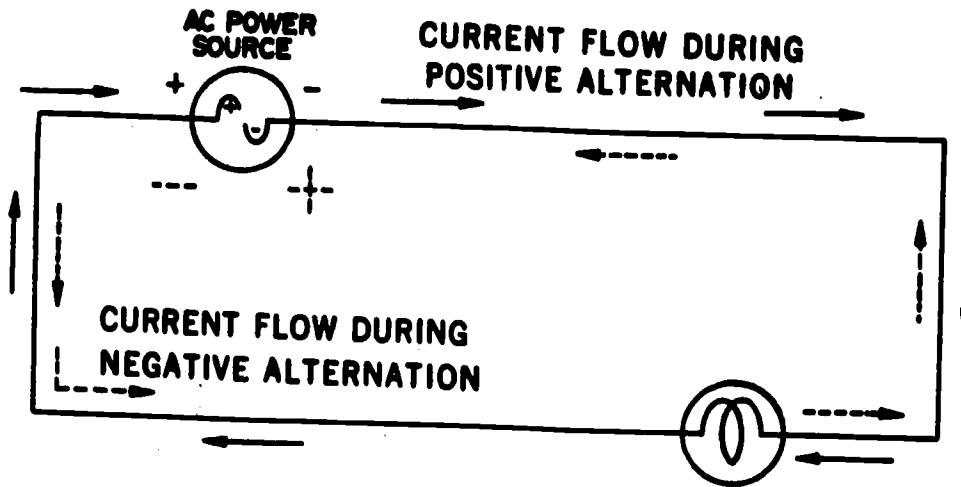 AC POWER
SOURCE
CURRENT FLOW DURING
POSITIVE ALTERNATION
+ -
+
-
- +
CURRENT FLOW DURING
NEGATIVE ALTERNATION